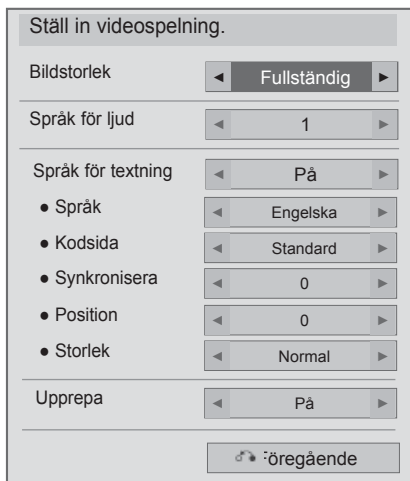 Ställ in videospelning.
Bildstorlek ◄ Fullständig ►
Språk för ljud ◄ 1 ►
Språk för textning ◄ På ►
● Språk ◄ Engelska ►
● Kodsida ◄ Standard ►
● Synkronisera ◄ 0 ►
● Position ◄ 0 ►
● Storlek ◄ Normal ►
Upprepa ◄ På ►
Föregående